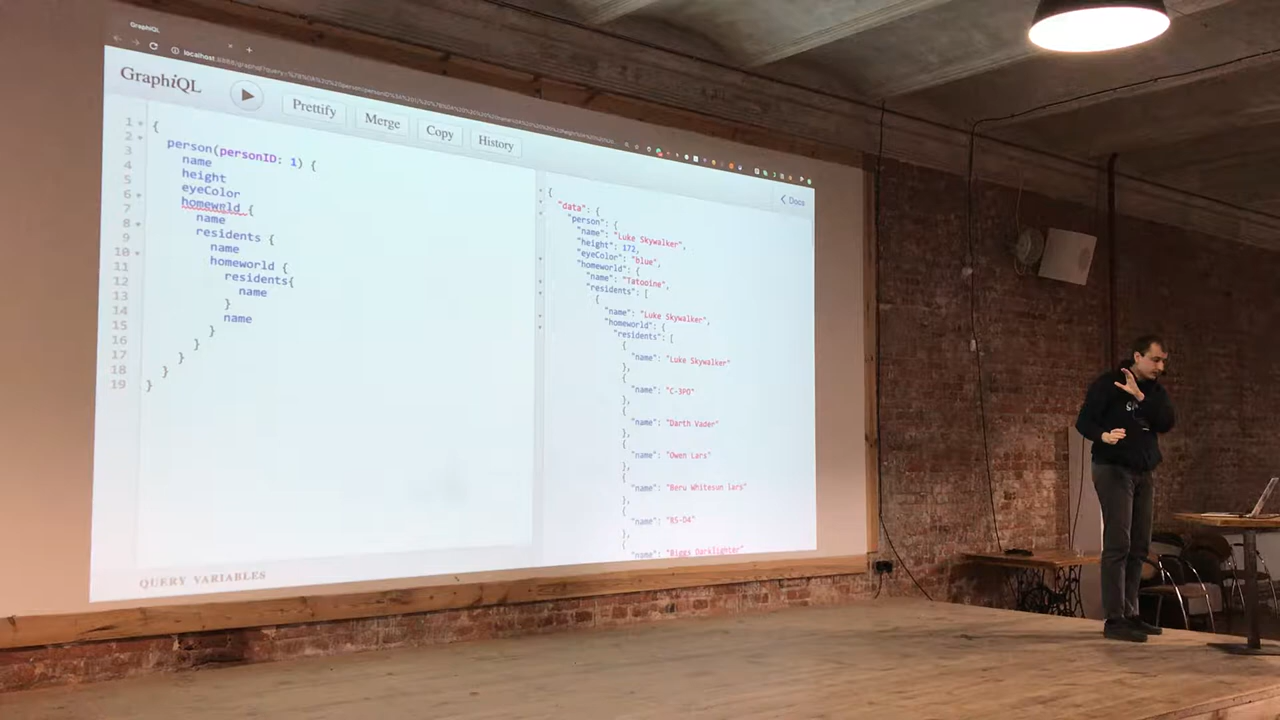 GraphiQL
GraphiQL
Prettify
Merge
Copy
History
Docs
1
2
3
4
5
6
7
8
9
10
11
12
13
14
15
16
17
18
19
{
person(personID: 1) {
name
height
eyeColor
homewrld {
name
residents {
name
homeworld {
residents{
name
}
name
}
}
}
}
}
{
"data": {
"person": {
"name": "Luke Skywalker",
"height": 172,
"eyeColor": "blue",
"homeworld": {
"name": "Tatooine",
"residents": [
{
"name": "Luke Skywalker",
"homeworld": {
"residents": [
{
"name": "Luke Skywalker"
},
{
"name": "C-3PO"
},
{
"name": "Darth Vader"
},
{
"name": "Owen Lars"
},
{
"name": "Beru Whitesun lars"
},
{
"name": "R5-D4"
},
{
"name": "Biggs Darklighter"
QUERY VARIABLES